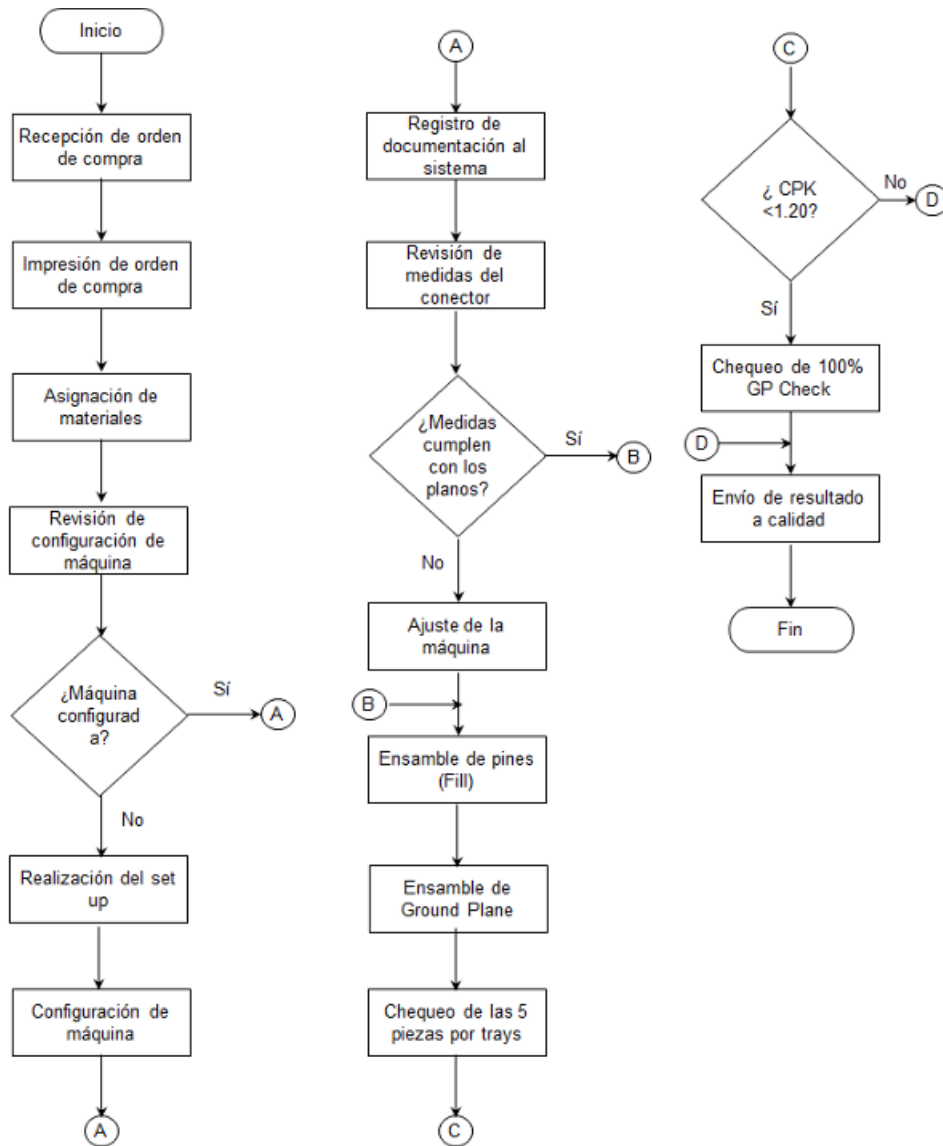 Inicio
Recepción de orden
de compra
Impresión de orden
de compra
Asignación de
materiales
Revisión de
configuración de
máquina
¿Máquina
configurad
a?
Sí
A
No
Realización del set
up
Configuración de
máquina
A
A
Registro de
documentación al
sistema
Revisión de
medidas del
conector
¿Medidas
cumplen
con los
planos?
Sí
B
No
Ajuste de la
máquina
B
Ensamble de pines
(Fill)
Ensamble de
Ground Plane
Chequeo de las 5
piezas por trays
C
C
¿ CPK
<1.20?
No
D
Sí
Chequeo de 100%
GP Check
D
Envío de resultado
a calidad
Fin